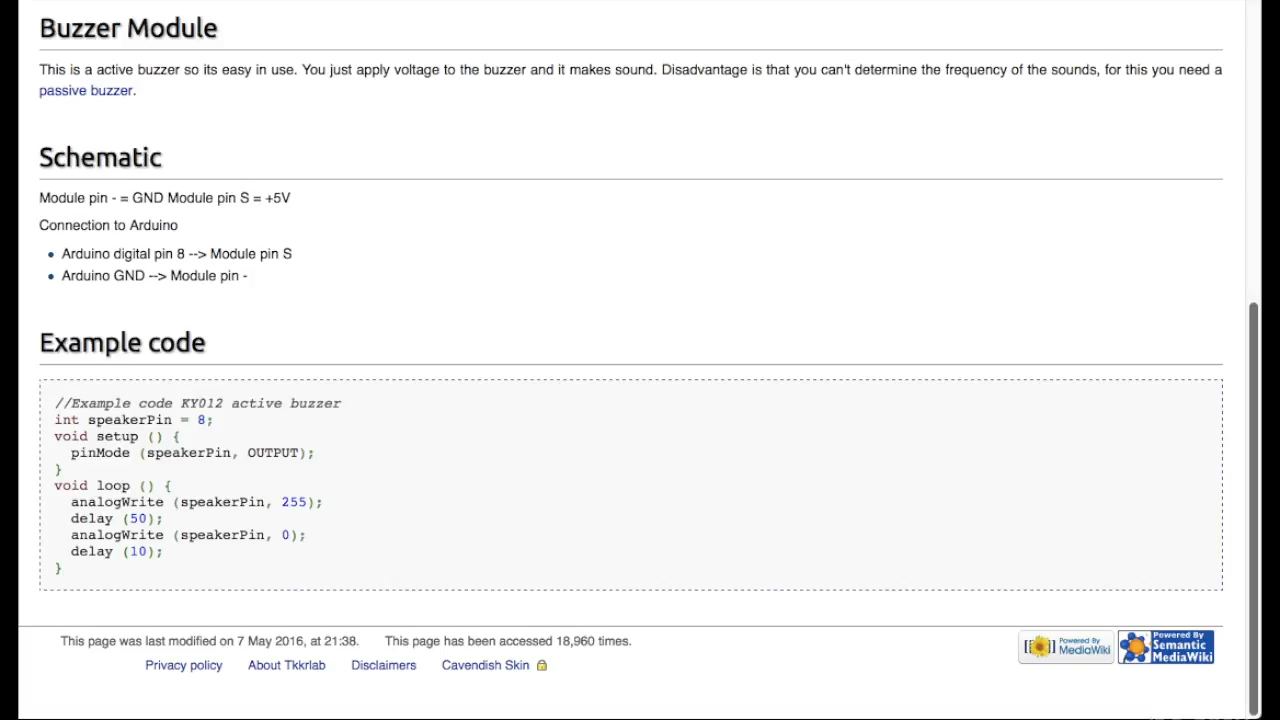 Buzzer Module
This is a active buzzer so its easy in use. You just apply voltage to the buzzer and it makes sound. Disadvantage is that you can't determine the frequency of the sounds, for this you need a
passive buzzer.
Schematic
Module pin - = GND Module pin S = +5V
Connection to Arduino
Arduino digital pin 8 --> Module pin S
Arduino GND --> Module pin -
Example code
//Example code KY012 active buzzer
int speakerPin = 8;
void setup () {
pinMode (speakerPin, OUTPUT);
}
void loop () {
analogWrite (speakerPin, 255);
delay (50);
analogWrite (speakerPin, 0);
delay (10);
}
This page was last modified on 7 May 2016, at 21:38. This page has been accessed 18,960 times.
Privacy policy About Tkkrlab Disclaimers Cavendish Skin
Powered By
MediaWiki
Powered By
Semantic
MediaWiki